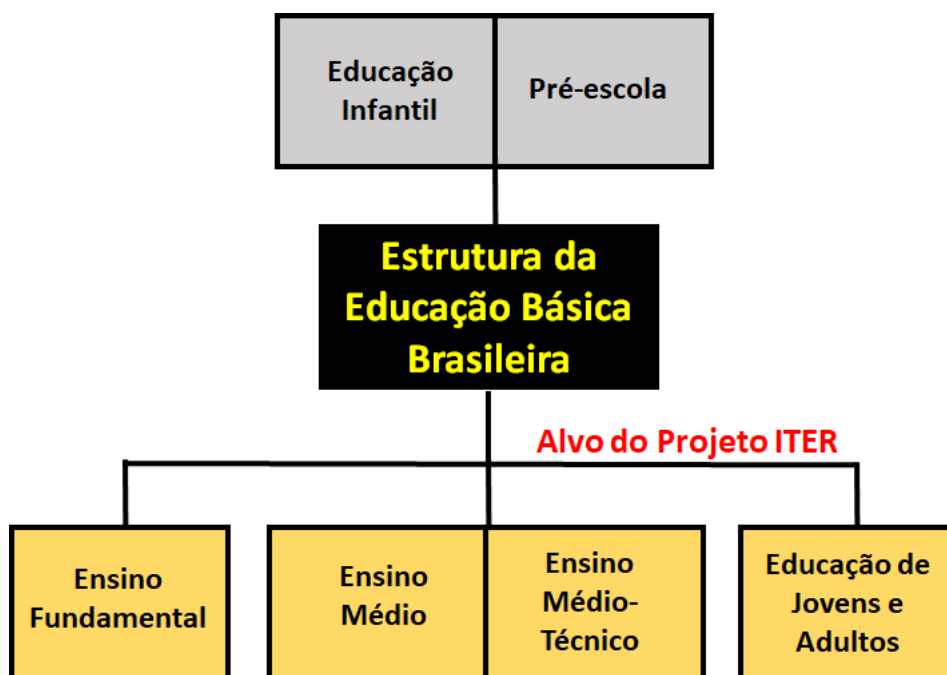 Educação
Infantil
Pré-escola
Estrutura da
Educação Básica
Brasileira
Alvo do Projeto ITER
Ensino
Fundamental
Ensino
Médio
Ensino
Médio-
Técnico
Educação de
Jovens e
Adultos